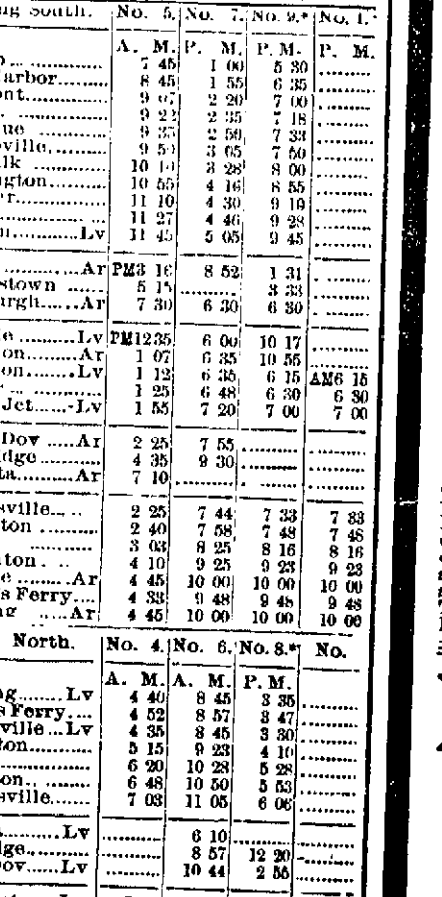 ng South. No. 5. No. 7. No. 9.* No. 1.*
A. M. P. M. P. M. P. M.
7 45 1 00 5 30 ........
arbor 8 45 1 55 6 35 ........
ont......... 2 20 7 00 ........
9 22 2 35 7 18 ........
ue 9 35 2 50 7 33 ........
ville......... 9 50 3 05 7 50 ........
lk 3 28 8 00 ........
ngton......... 10 55 4 16 8 55 ........
r......... 11 10 4 30 9 10 ........
11 27 4 46 9 28 ........
n.........Lv 11 45 5 05 9 45 ........
.........Ar PM3 16 8 52 1 31 ........
stown 5 15 ........ 3 33 ........
urgh......Ar 7 30 6 30 6 30 ........
e ......Lv PM1235 6 00 10 17 ........
on.........Ar 1 07 6 35 10 55 ........
on.........Lv 1 12 6 35 6 15 AM6 15
1 25 6 48 6 30 6 30
Jct......Lv 1 55 7 20 7 00 7 00
Dov .....Ar 2 25 7 55 ........ ........
dge......... 4 35 9 30 ........ ........
ta.........Ar 7 10 ........ ........ ........
sville.... 2 25 7 44 7 33 7 33
ton ......... 2 40 7 58 7 48 7 48
......... 3 03 8 25 8 16 8 16
aton. .. 4 10 9 25 9 23 9 23
e .......Ar 4 45 10 00 10 00 10 00
s Ferry.... 4 33 9 48 9 48 9 48
ng .....Ar 4 45 10 00 10 00 10 00
North. No. 4. No. 6. No. 8.* No.
A. M. A. M. P. M.
ng.......Lv 4 40 8 45 3 35 ........
s Ferry.... 4 52 8 57 3 47 ........
ville...Lv 4 35 8 45 3 30 ........
ton......... 5 15 9 23 4 10 ........
......... 6 20 10 28 5 28 ........
on.. ....... 6 48 10 50 5 53 ........
sville....... 7 03 11 05 6 06 ........
.........Lv ........ 6 10 ........ ........
dge......... ........ 8 57 12 20 ........
Dov......Lv ........ 10 44 2 55 ........